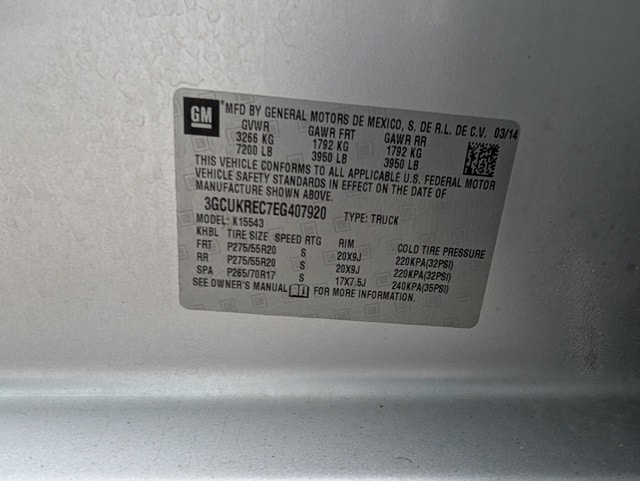 GM MFD BY GENERAL MOTORS DE MEXICO, S. DE R.L. DE C.V. 03/14
GVWR GAWR FRT GAWR RR
3266 KG 1792 KG 1792 KG
7200 LB 3950 LB 3950 LB
THIS VEHICLE CONFORMS TO ALL APPLICABLE U.S. FEDERAL MOTOR
VEHICLE SAFETY STANDARDS IN EFFECT ON THE DATE OF
MANUFACTURE SHOWN ABOVE.
3GCUKREC7EG407920 TYPE: TRUCK
MODEL: K15543
KHBL TIRE SIZE SPEED RTG RIM COLD TIRE PRESSURE
FRT P275/55R20 S 20X9J 220KPA(32PSI)
RR P275/55R20 S 20X9J 220KPA(32PSI)
SPA P265/70R17 S 17X7.5J 240KPA(35PSI)
SEE OWNER'S MANUAL FOR MORE INFORMATION.